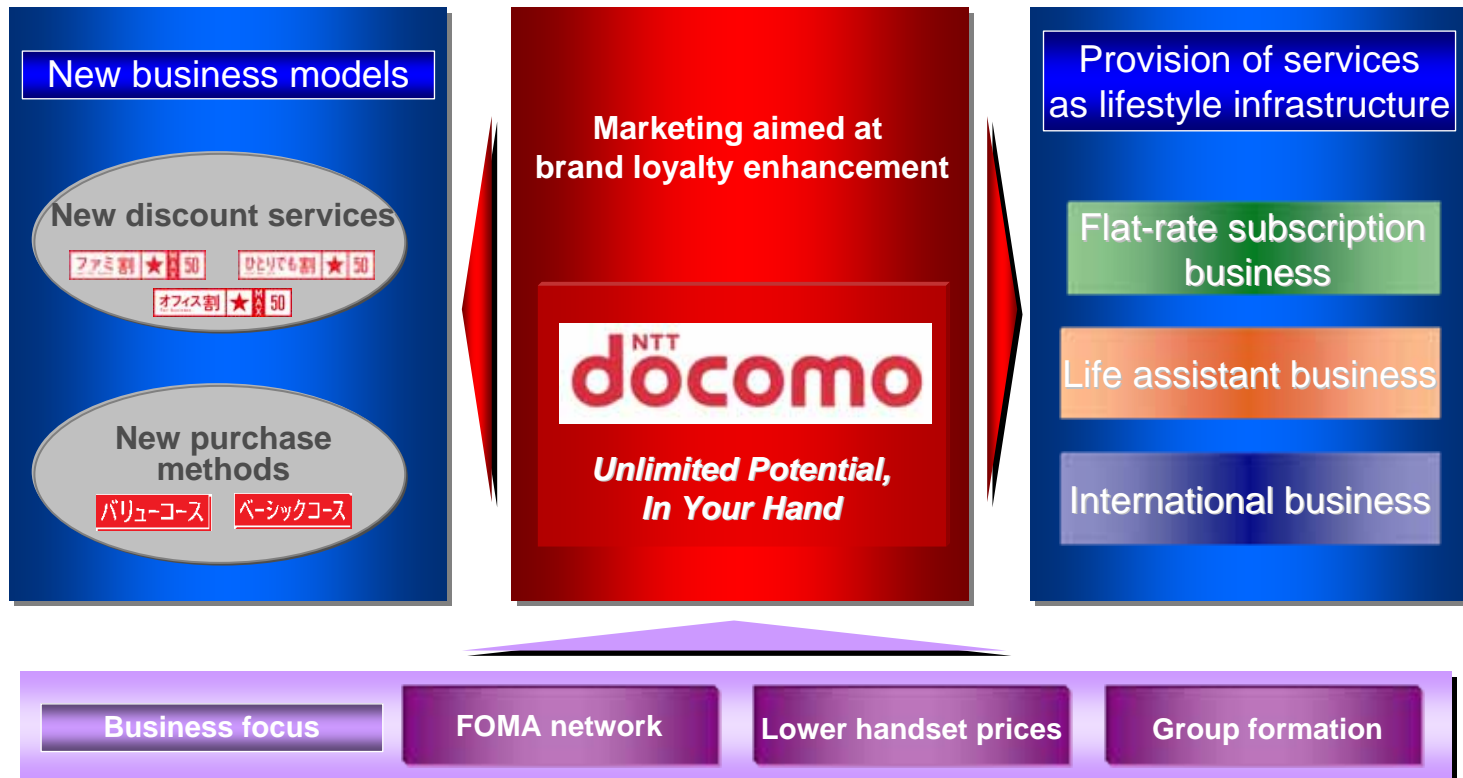 New business models
New discount services
ファミ割 ★ MAX 50
ひとりでも割 ★ 50
オフィス割 ★ MAX 50
New purchase
methods
バリューコース
ベーシックコース
Marketing aimed at
brand loyalty enhancement
NTT
docomo
Unlimited Potential,
In Your Hand
Provision of services
as lifestyle infrastructure
Flat-rate subscription
business
Life assistant business
International business
Business focus
FOMA network
Lower handset prices
Group formation